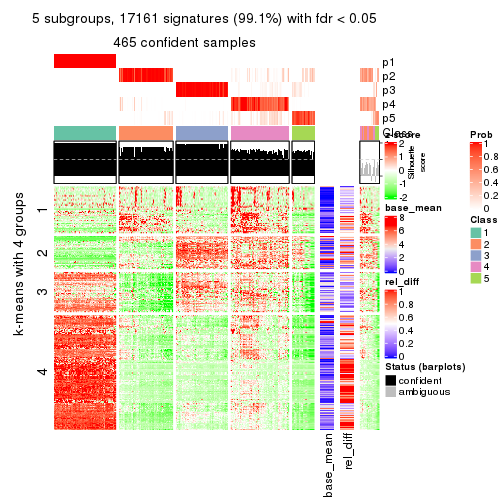 5 subgroups, 17161 signatures (99.1%) with fdr < 0.05
465 confident samples
p1
p2
p3
p4
p5
Class
Silhouette
score
k-means with 4 groups
1
2
3
4
base_mean
rel_diff
z-score
2
1
0
-1
-2
base_mean
8
6
4
2
0
rel_diff
1
0.8
0.6
0.4
0.2
0
Status (barplots)
confident
ambiguous
Prob
1
0.8
0.6
0.4
0.2
0
Class
1
2
3
4
5